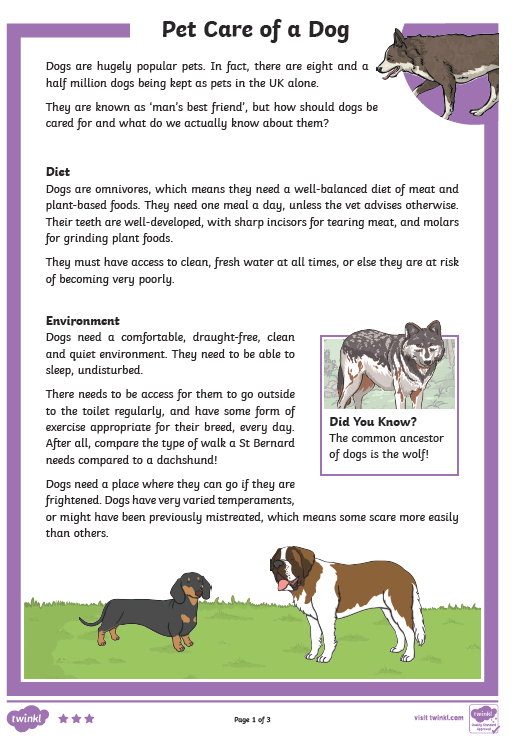 Pet Care of a Dog
Dogs are hugely popular pets. In fact, there are eight and a
half million dogs being kept as pets in the UK alone.
They are known as ‘man’s best friend’, but how should dogs be
cared for and what do we actually know about them?
Diet
Dogs are omnivores, which means they need a well-balanced diet of meat and
plant-based foods. They need one meal a day, unless the vet advises otherwise.
Their teeth are well-developed, with sharp incisors for tearing meat, and molars
for grinding plant foods.
They must have access to clean, fresh water at all times, or else they are at risk
of becoming very poorly.
Environment
Dogs need a comfortable, draught-free, clean
and quiet environment. They need to be able to
sleep, undisturbed.
There needs to be access for them to go outside
to the toilet regularly, and have some form of
exercise appropriate for their breed, every day.
After all, compare the type of walk a St Bernard
needs compared to a dachshund!
Dogs need a place where they can go if they are
frightened. Dogs have very varied temperaments,
or might have been previously mistreated, which means some scare more easily
than others.
Did You Know?
The common ancestor
of dogs is the wolf!
twinkl
Page 1 of 3
visit twinkl.com
twinkl
Quality Standard
Approved